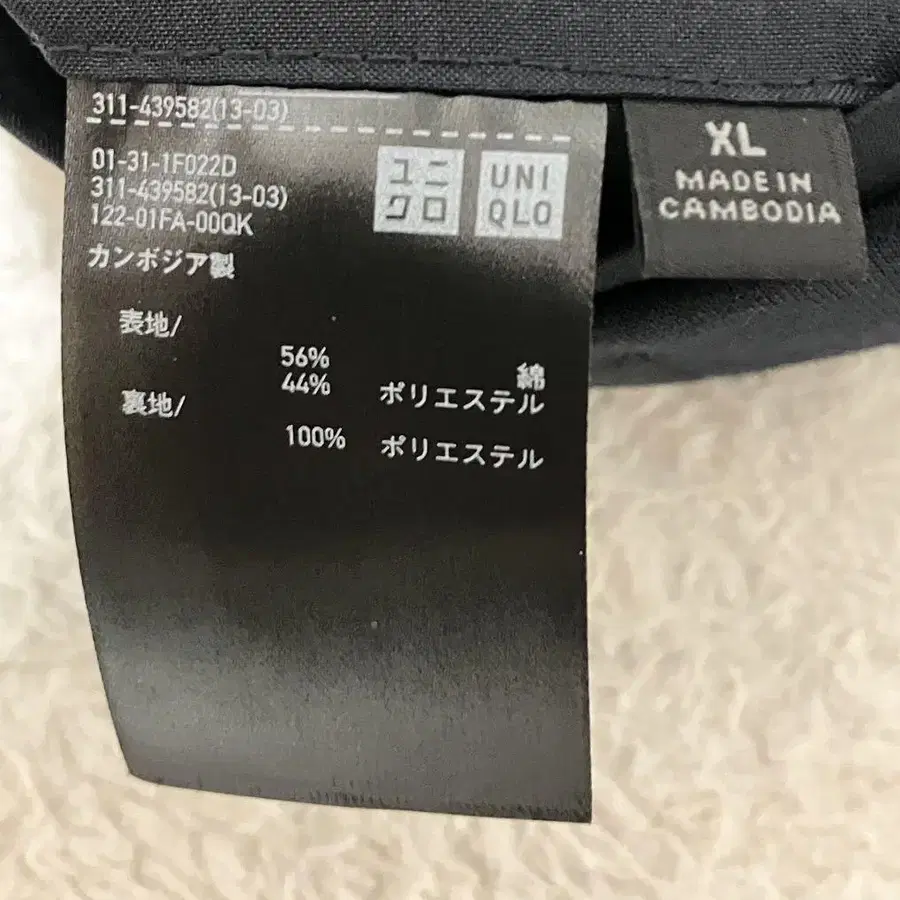 311-439582(13-03)
01-31-1F022D
311-439582(13-03)
122-01FA-00QK
カンボジア製
ユニ
クロ
UNI
QLO
表地/
56% 綿
44% ポリエステル
裏地/
100% ポリエステル
XL
MADE IN
CAMBODIA